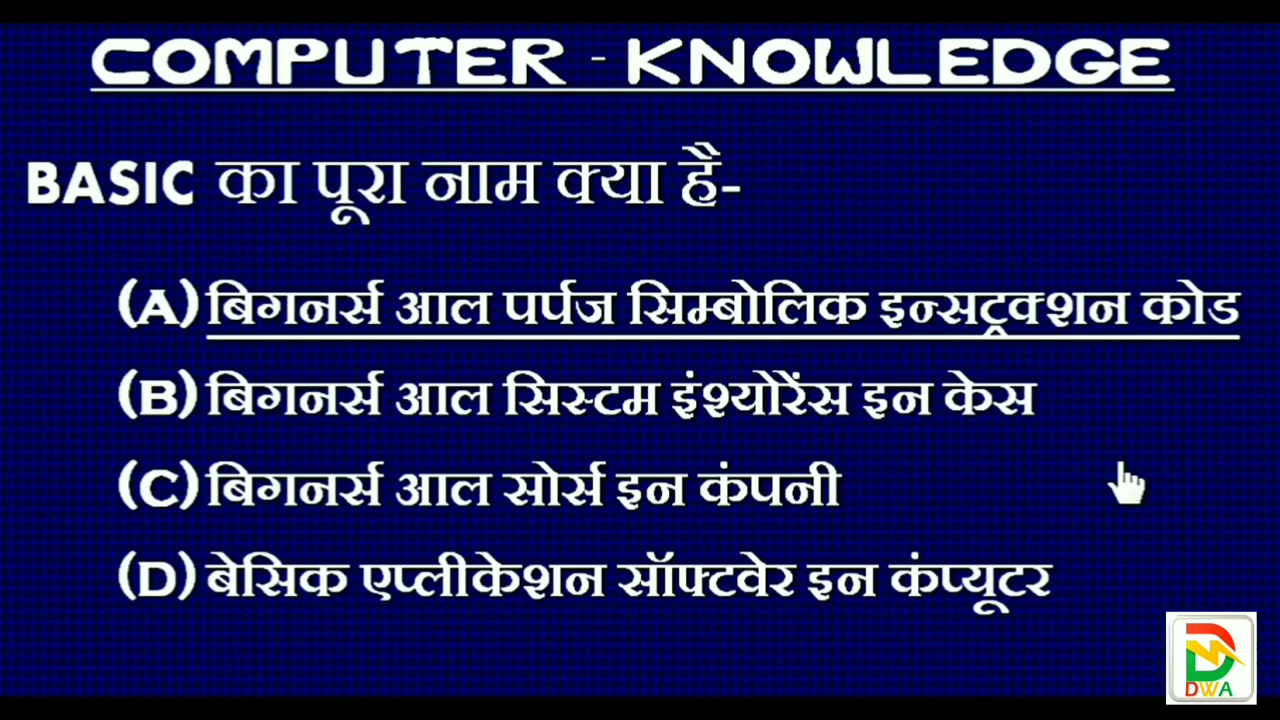 COMPUTER - KNOWLEDGE
BASIC का पूरा नाम क्या है-
(A) बिगनर्स आल पर्पज सिम्बोलिक इन्सट्रक्शन कोड
(B) बिगनर्स आल सिस्टम इंश्योरेंस इन केस
(C) बिगनर्स आल सोर्स इन कंपनी
(D) बेसिक एप्लीकेशन सॉफ्टवेर इन कंप्यूटर
DWA